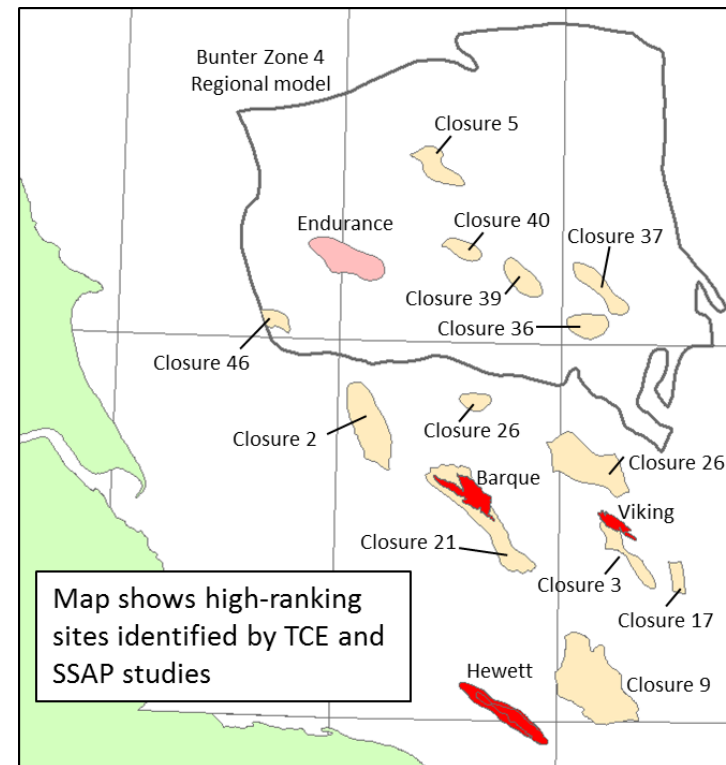 Bunter Zone 4
Regional model
Closure 5
Endurance
Closure 40
Closure 37
Closure 39
Closure 36
Closure 46
Closure 2
Closure 26
Closure 26
Barque
Viking
Closure 21
Closure 3
Closure 17
Map shows high-ranking
sites identified by TCE and
SSAP studies
Hewett
Closure 9